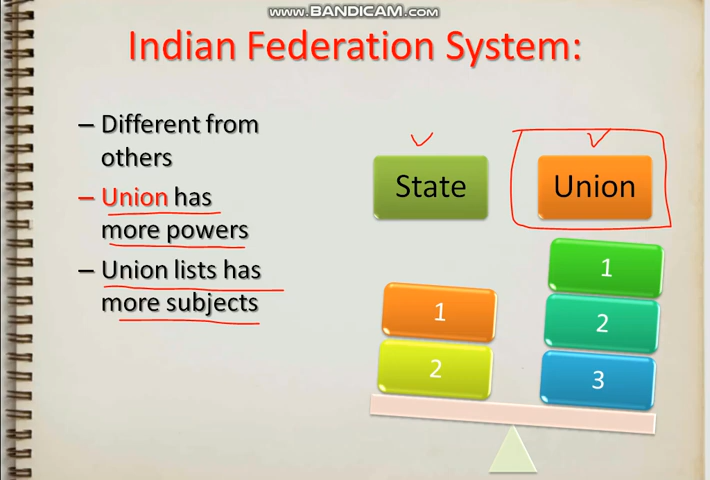 www.BANDICAM.com
Indian Federation System:
– Different from
others
– Union has
more powers
– Union lists has
more subjects
State
Union
1
2
1
2
3